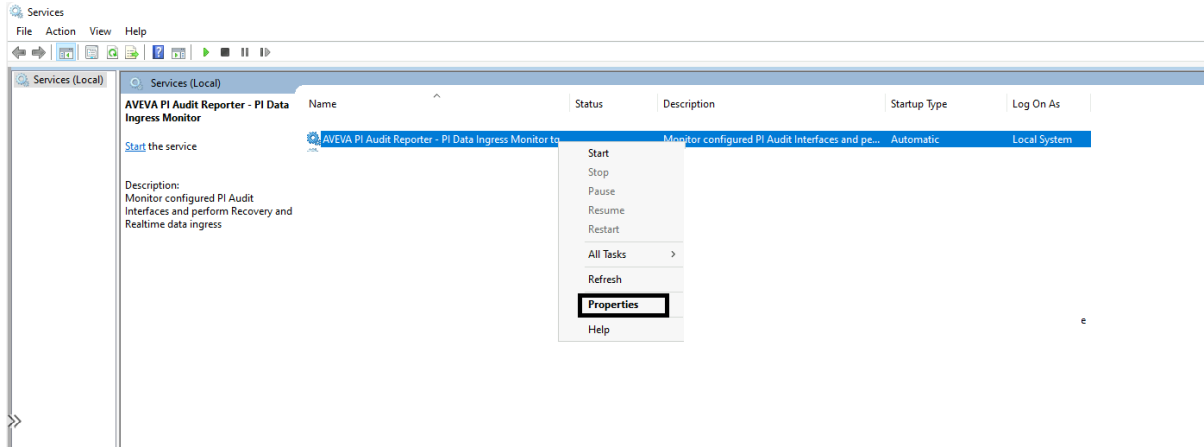 Services
File Action View Help
Services (Local)
Services (Local)
AVEVA PI Audit Reporter - PI Data
Ingress Monitor
Start the service
Description:
Monitor configured PI Audit
Interfaces and perform Recovery and
Realtime data ingress
Name Status Description Startup Type Log On As
AVEVA PI Audit Reporter - PI Data Ingress Monitor Monitor configured PI Audit Interfaces and pe... Automatic Local System
Start
Stop
Pause
Resume
Restart
All Tasks
Refresh
Properties
Help
e